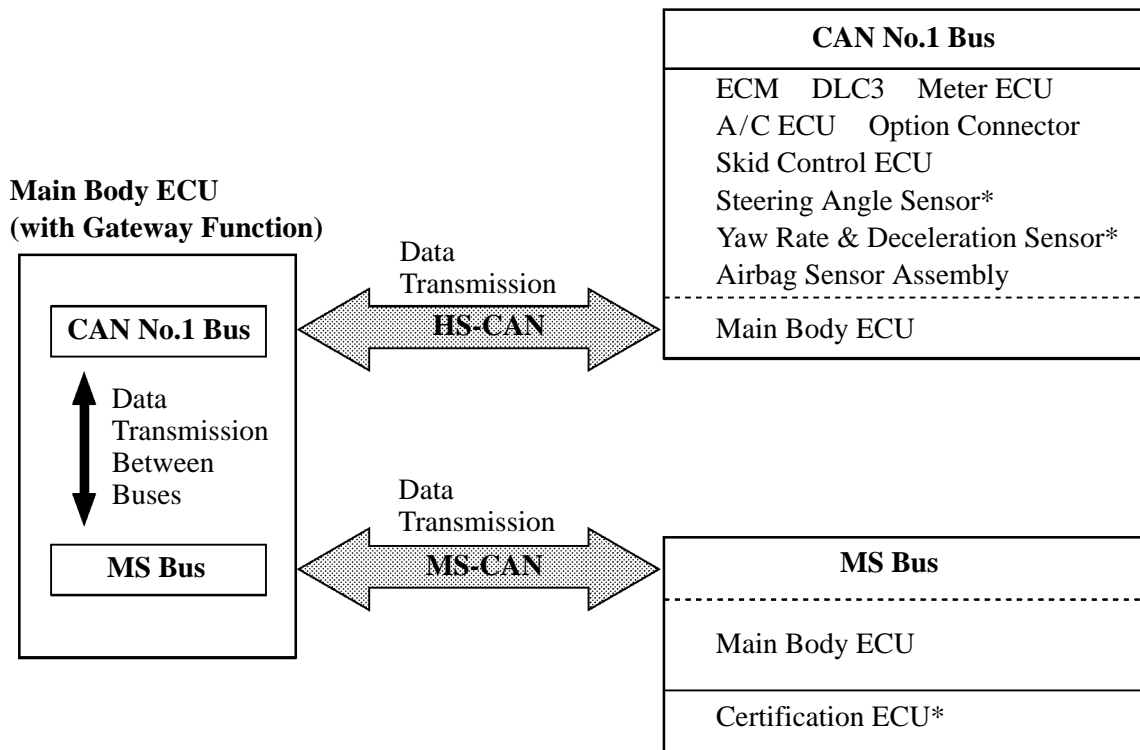 CAN No.1 Bus
ECM DLC3 Meter ECU
A/C ECU Option Connector
Skid Control ECU
Steering Angle Sensor*
Yaw Rate & Deceleration Sensor*
Airbag Sensor Assembly
Main Body ECU
Main Body ECU
(with Gateway Function)
CAN No.1 Bus
Data
Transmission
Between
Buses
MS Bus
Data
Transmission
HS-CAN
Data
Transmission
MS-CAN
MS Bus
Main Body ECU
Certification ECU*